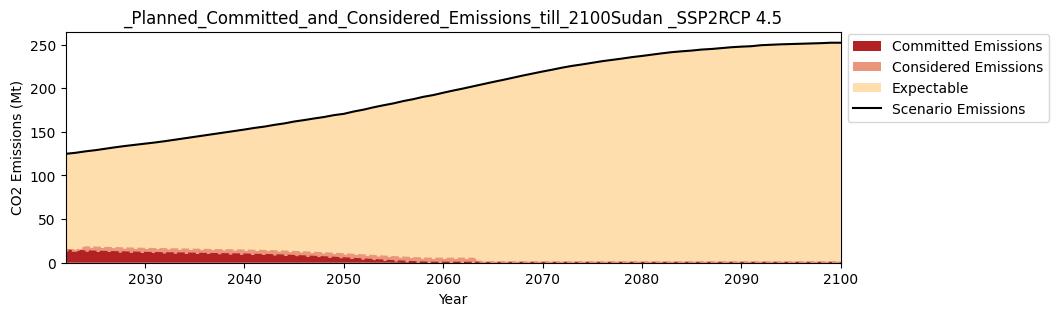 _Planned_Committed_and_Considered_Emissions_till_2100Sudan _SSP2RCP 4.5
250
200
150
100
50
0
CO2 Emissions (Mt)
2030 2040 2050 2060 2070 2080 2090 2100
Year
Committed Emissions
Considered Emissions
Expectable
Scenario Emissions